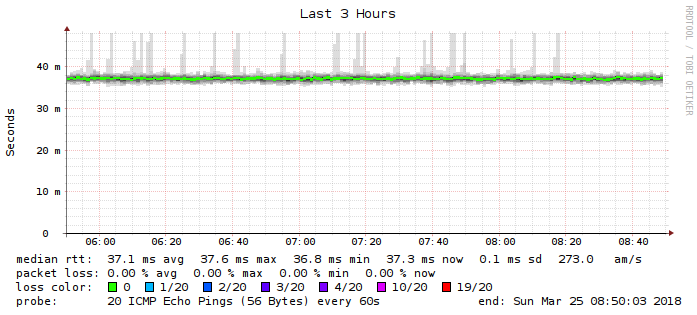 Last 3 Hours
RRDTOOL / TOBI OETIKER
Seconds
40 m
30 m
20 m
10 m
0
06:00 06:20 06:40 07:00 07:20 07:40 08:00 08:20 08:40
median rtt: 37.1 ms avg 37.6 ms max 36.8 ms min 37.3 ms now 0.1 ms sd 273.0 am/s
packet loss: 0.00 % avg 0.00 % max 0.00 % min 0.00 % now
loss color: 0 1/20 2/20 3/20 4/20 10/20 19/20
probe: 20 ICMP Echo Pings (56 Bytes) every 60s end: Sun Mar 25 08:50:03 2018